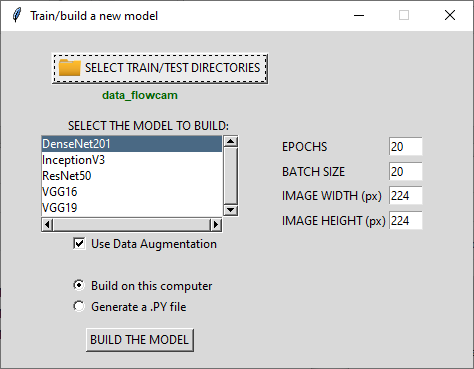 Train/build a new model
SELECT TRAIN/TEST DIRECTORIES
data_flowcam
SELECT THE MODEL TO BUILD:
DenseNet201
InceptionV3
ResNet50
VGG16
VGG19
Use Data Augmentation
EPOCHS 20
BATCH SIZE 20
IMAGE WIDTH (px) 224
IMAGE HEIGHT (px) 224
Build on this computer
Generate a .PY file
BUILD THE MODEL